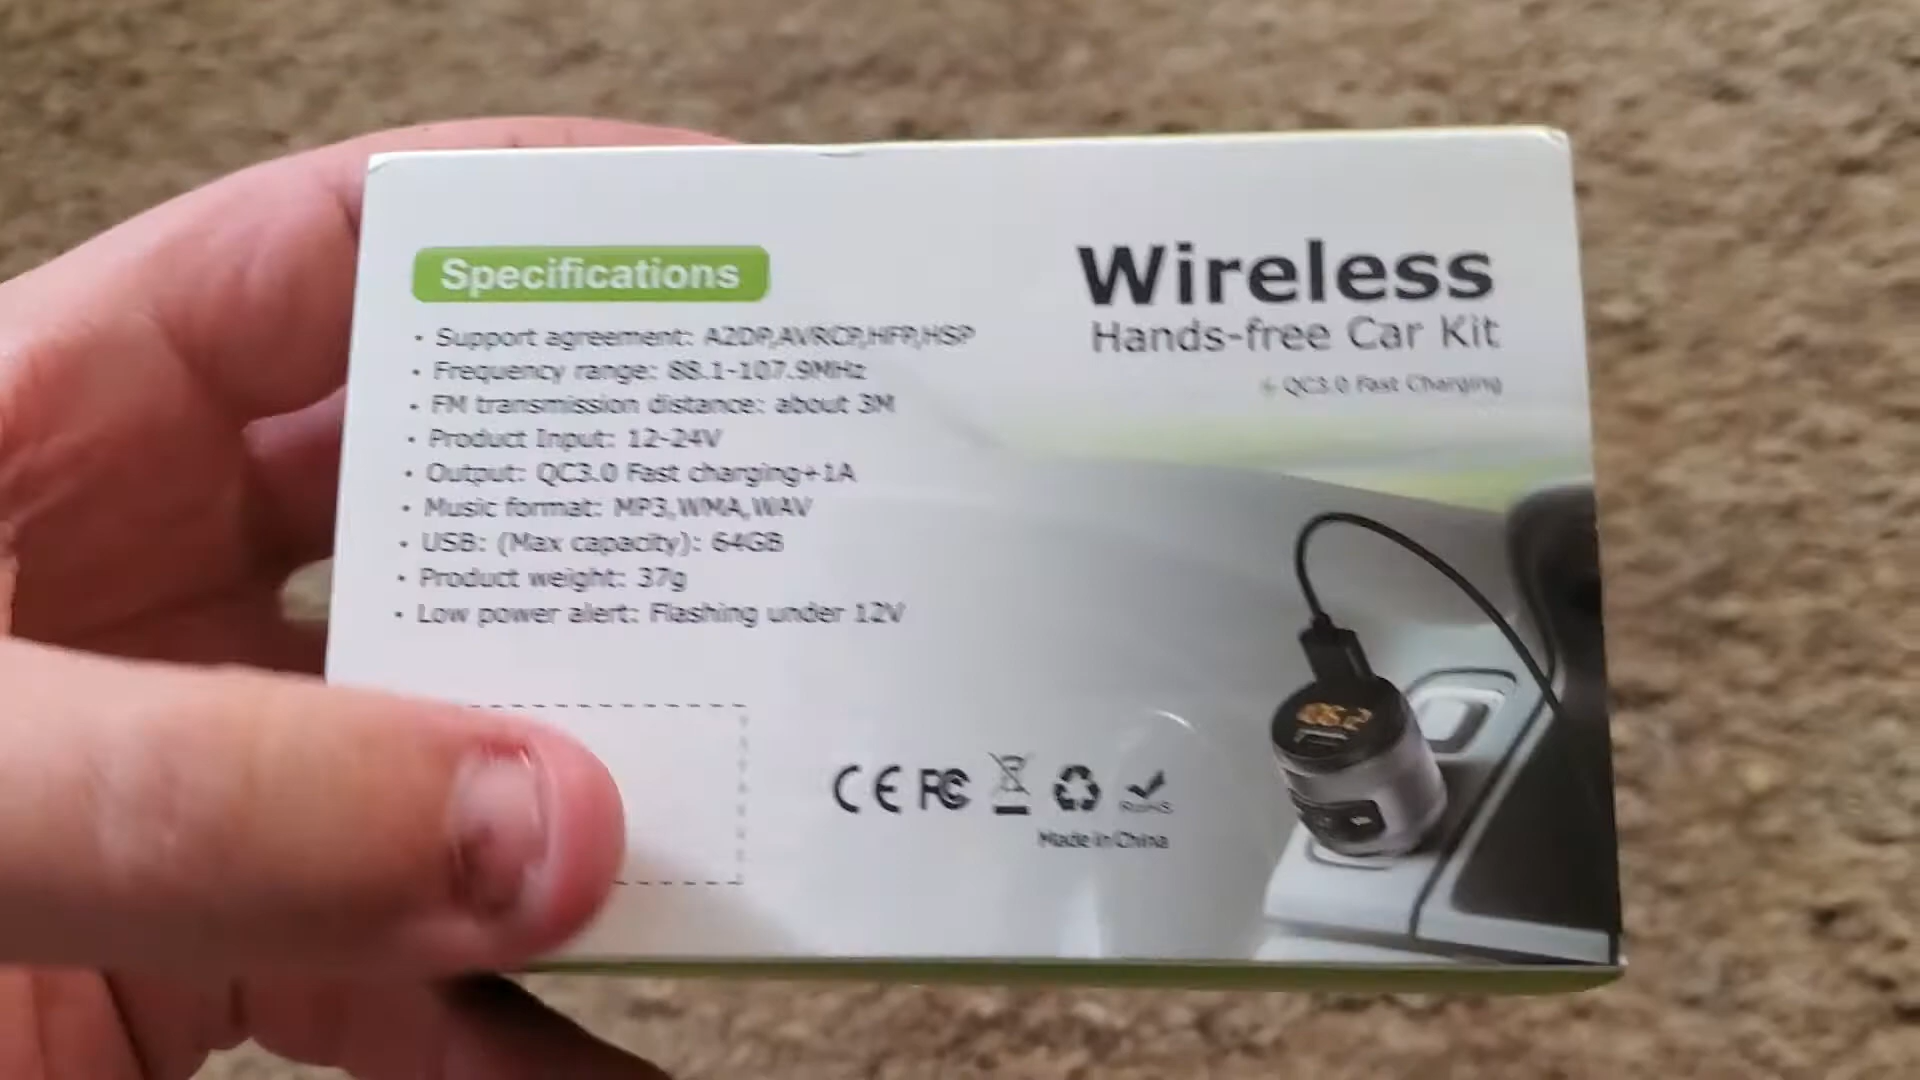 Specifications
• Support agreement: A2DP,AVRCP,HFP,HSP
• Frequency range: 88.1-107.9MHz
• FM transmission distance: about 3M
• Product Input: 12-24V
• Output: QC3.0 Fast charging+1A
• Music format: MP3,WMA,WAV
• USB: (Max capacity): 64GB
• Product weight: 37g
• Low power alert: Flashing under 12V
Wireless
Hands-free Car Kit
+ QC3.0 Fast Charging
106.2
CE FC
RoHS
Made in China